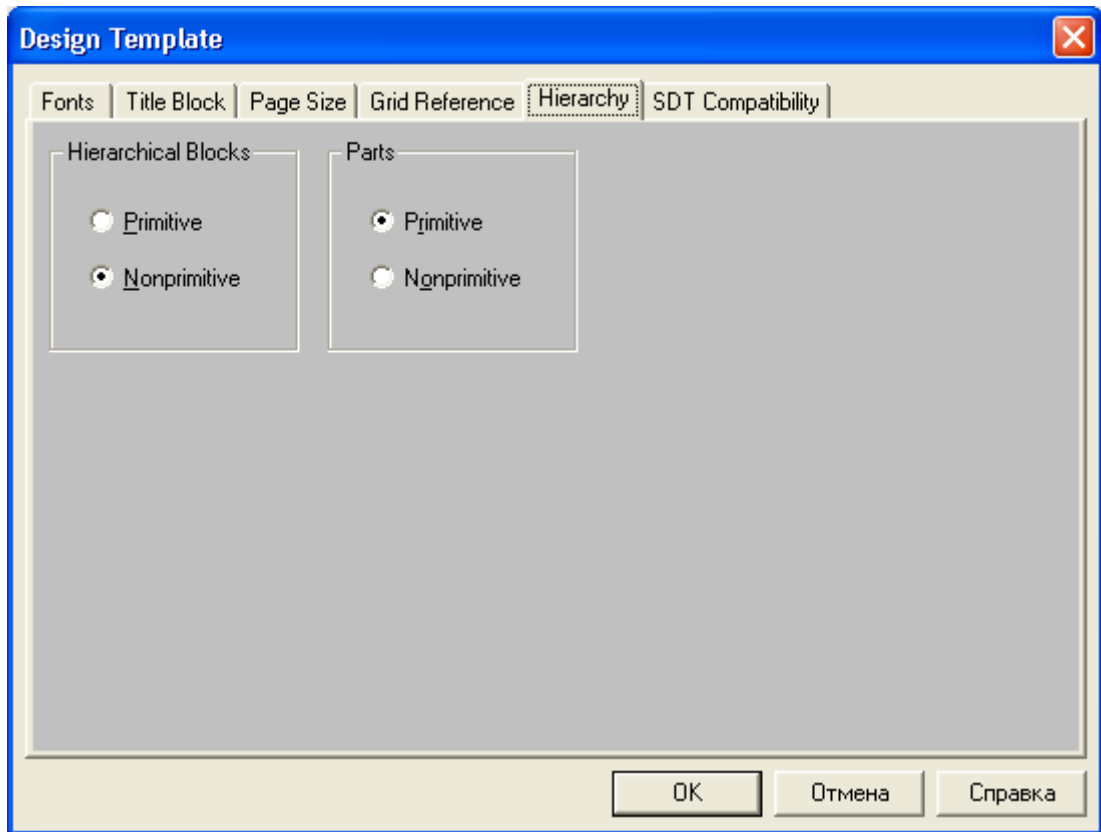 Design Template
Fonts Title Block Page Size Grid Reference Hierarchy SDT Compatibility
Hierarchical Blocks Parts
Primitive Primitive
Nonprimitive Nonprimitive
OK Отмена Справка